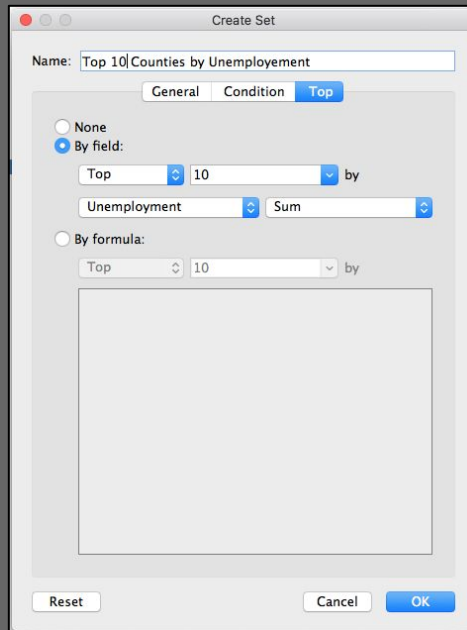 Create Set
Name: Top 10 Counties by Unemployement
General Condition Top
None
By field:
Top 10 by
Unemployment Sum
By formula:
Top 10 by
Reset Cancel OK